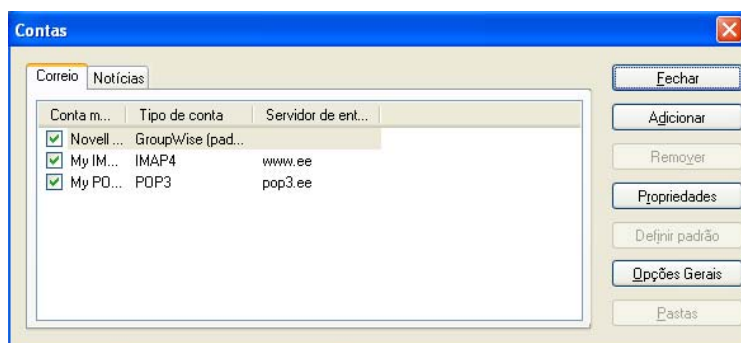 Contas
Correio Notícias
Conta m... Tipo de conta Servidor de ent...
Novell ... GroupWise (pad...
My IM... IMAP4 www.ee
My PO... POP3 pop3.ee
Fechar
Adicionar
Remover
Propriedades
Definir padrão
Opções Gerais
Pastas